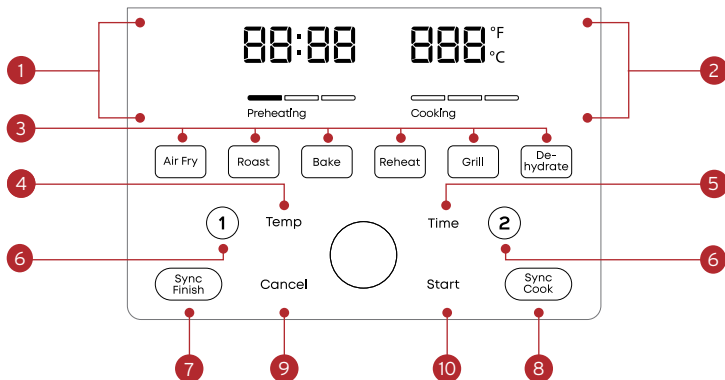 88:88 888 °F
°C
1 2
Preheating Cooking
3
Air Fry Roast Bake Reheat Grill De-
hydrate
4 5
1 Temp Time 2
6 6
Sync
Finish Cancel Start Sync
Cook
7 9 10 8